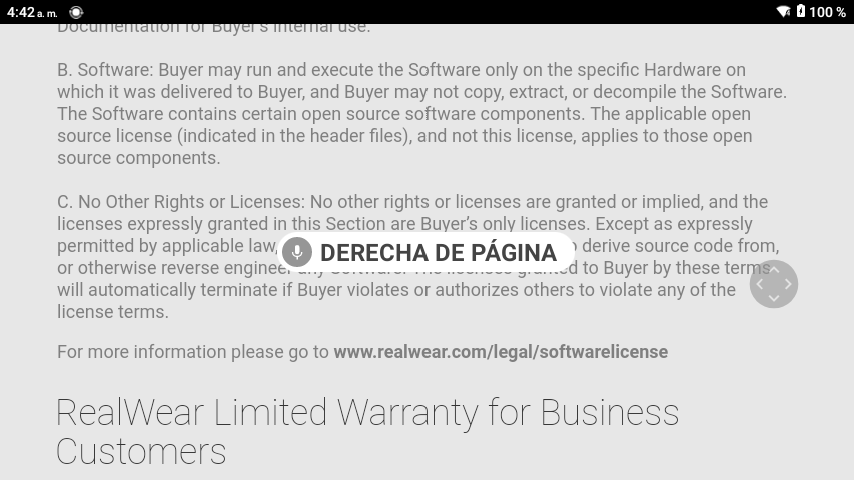 4:42 a. m.
100 %
Documentation for Buyer's internal use.
B. Software: Buyer may run and execute the Software only on the specific Hardware on
which it was delivered to Buyer, and Buyer may not copy, extract, or decompile the Software.
The Software contains certain open source software components. The applicable open
source license (indicated in the header files), and not this license, applies to those open
source components.
C. No Other Rights or Licenses: No other rights or licenses are granted or implied, and the
licenses expressly granted in this Section are Buyer's only licenses. Except as expressly
permitted by applicable law, derive source code from,
DERECHA DE PÁGINA
or otherwise reverse engineer any Software. The licenses granted to Buyer by these terms
will automatically terminate if Buyer violates or authorizes others to violate any of the
license terms.
For more information please go to www.realwear.com/legal/softwarelicense
RealWear Limited Warranty for Business
Customers